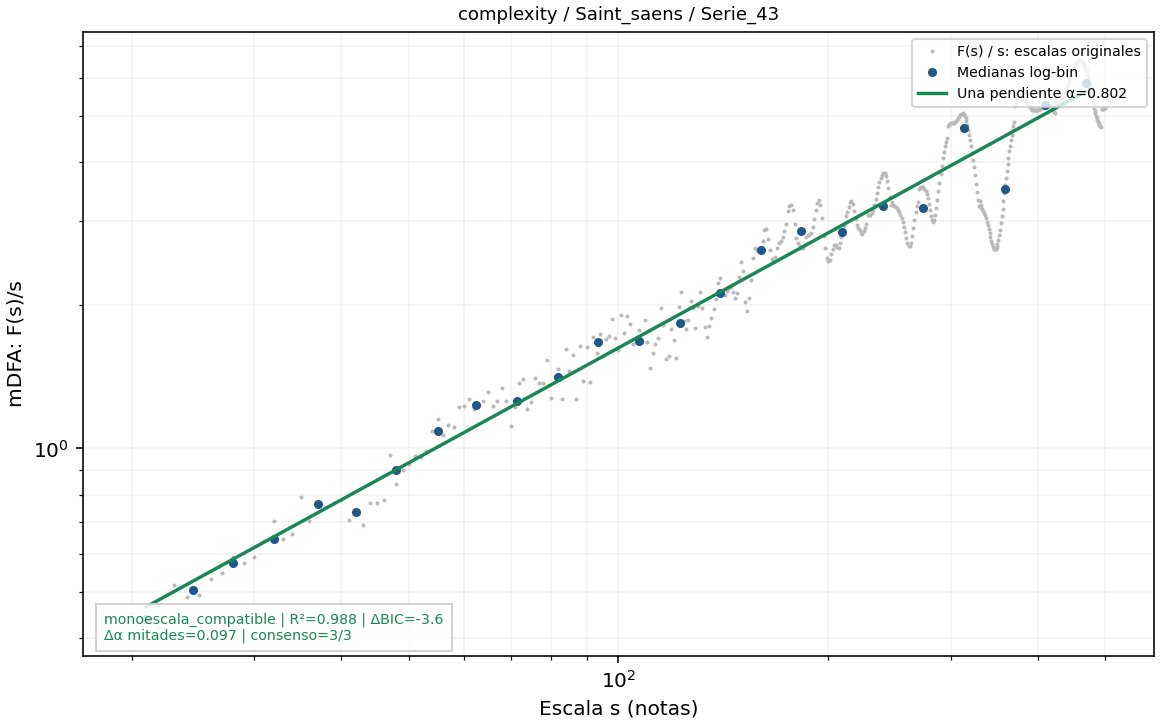 complexity / Saint_saens / Serie_43
F(s) / s: escalas originales
Medianas log-bin
Una pendiente α=0.802
mDFA: F(s)/s
10⁰
monoescala_compatible | R²=0.988 | ΔBIC=-3.6
Δα mitades=0.097 | consenso=3/3
10²
Escala s (notas)